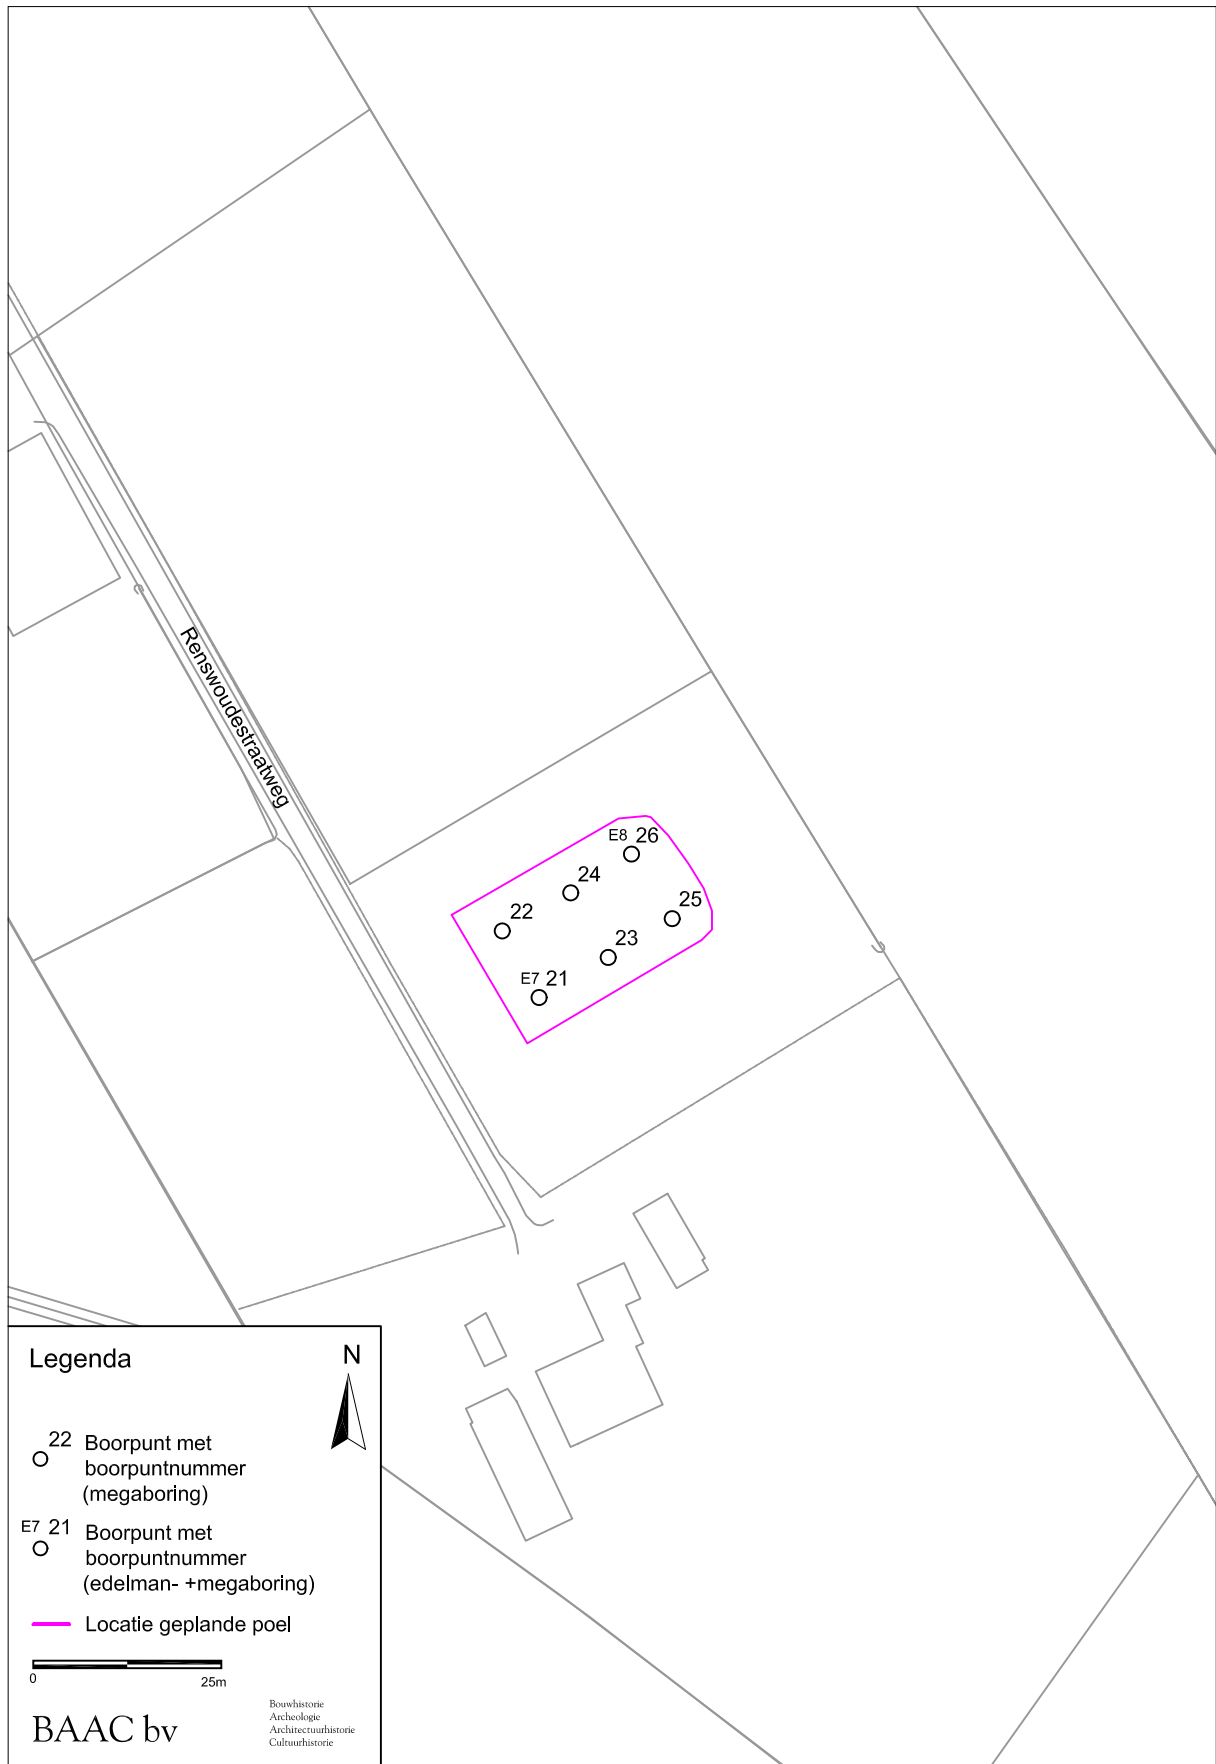 Renswoudestraatweg
E8 26
24
25
22
23
E7 21
Legenda
N
22
Boorpunt met
boorpuntnummer
(megaboring)
E7 21
Boorpunt met
boorpuntnummer
(edelman- +megaboring)
Locatie geplande poel
0 25m
BAAC bv
Bouwhistorie
Archeologie
Architectuurhistorie
Cultuurhistorie